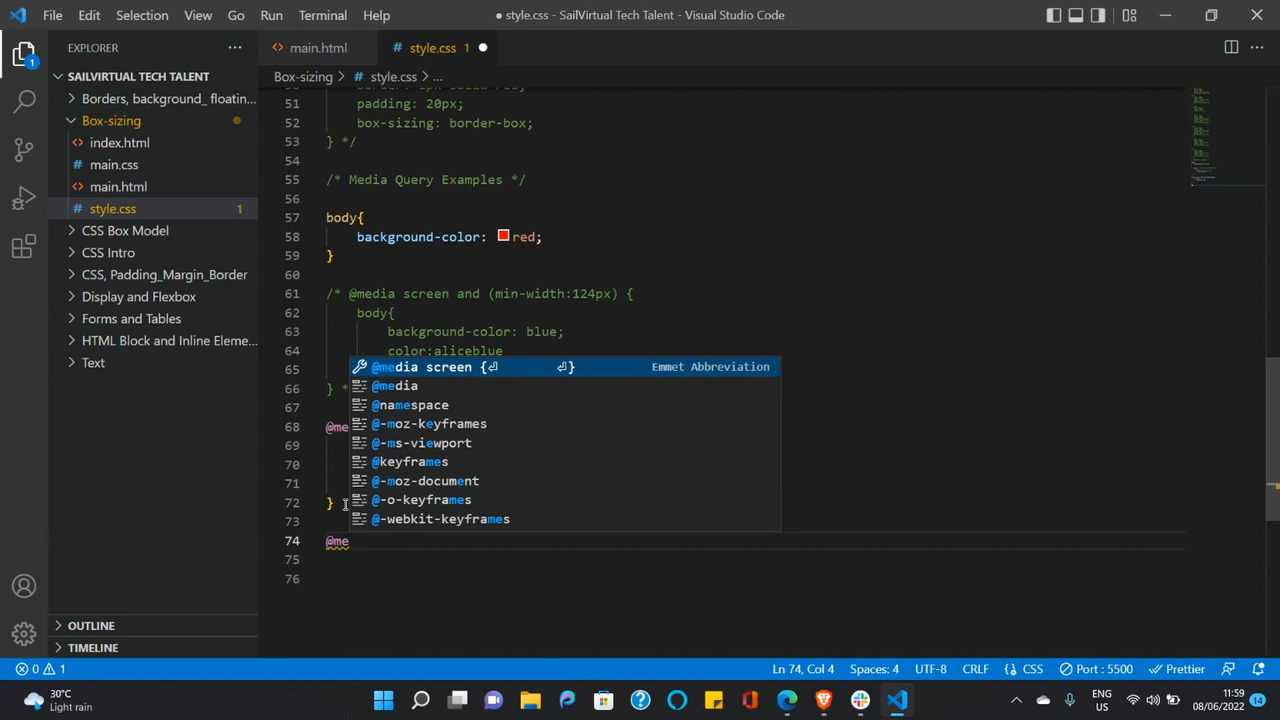 File Edit Selection View Go Run Terminal Help
● style.css - SailVirtual Tech Talent - Visual Studio Code
EXPLORER
SAILVIRTUAL TECH TALENT
Borders, background_ floatin...
Box-sizing
index.html
main.css
main.html
style.css 1
CSS Box Model
CSS Intro
CSS, Padding_Margin_Border
Display and Flexbox
Forms and Tables
HTML Block and Inline Eleme...
Text
OUTLINE
TIMELINE
1
main.html
style.css 1
Box-sizing > # style.css > ...
51 padding: 20px;
52 box-sizing: border-box;
53 } */
54
55 /* Media Query Examples */
56
57 body{
58 background-color: red;
59 }
60
61 /* @media screen and (min-width:124px) {
62 body{
63 background-color: blue;
64 color:aliceblue
65
66 } *
67
68 @me
69
70
71
72 }
73
74 @me
75
76
@media screen {⏎ ⏎} Emmet Abbreviation
@media
@namespace
@-moz-keyframes
@-ms-viewport
@keyframes
@-moz-document
@-o-keyframes
@-webkit-keyframes
0 1
Ln 74, Col 4 Spaces: 4 UTF-8 CRLF {} CSS Port : 5500 Prettier
30°C
Light rain
ENG
US
11:59
08/06/2022
14